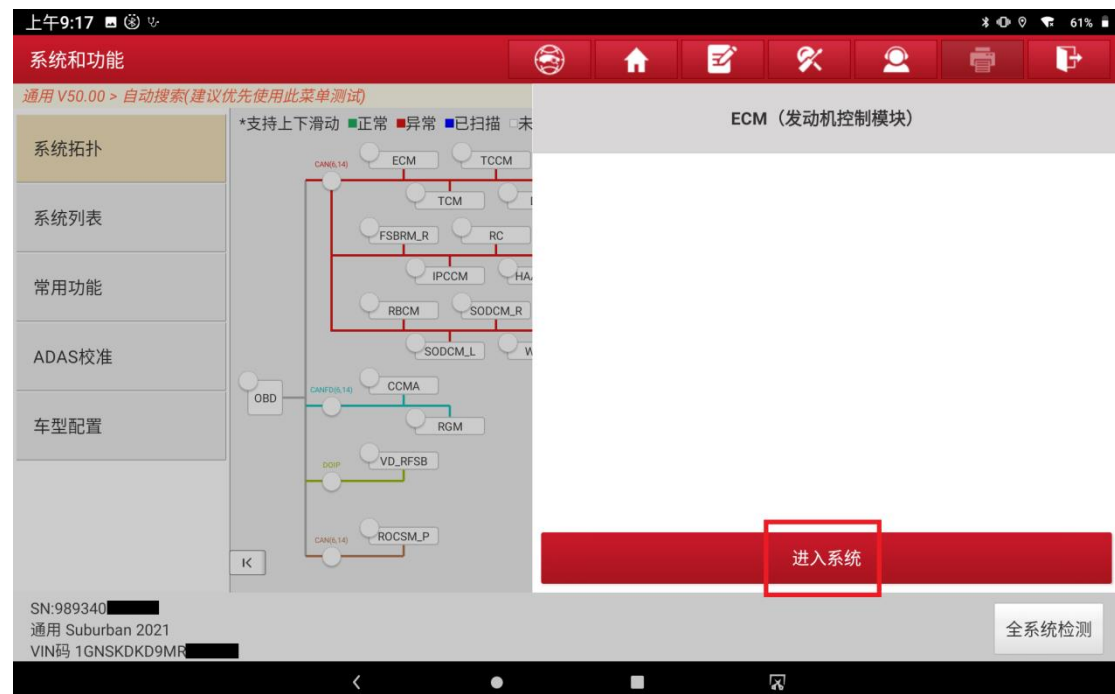 上午9:17
61%
系统和功能
通用 V50.00 > 自动搜索(建议优先使用此菜单测试)
系统拓扑
系统列表
常用功能
ADAS校准
车型配置
*支持上下滑动 ■正常 ■异常 ■已扫描 □未
CAN(6,14)
ECM
TCCM
TCM
FSBRM_R
RC
IPCCM
HA
RBCM
SODCM_R
SODCM_L
W
OBD
CANFD(6,14)
CCMA
RGM
DOIP
VD_RFSB
CAN(6,14)
ROCSM_P
ECM（发动机控制模块）
进入系统
SN:989340
通用 Suburban 2021
VIN码 1GNSKDKD9MR
全系统检测